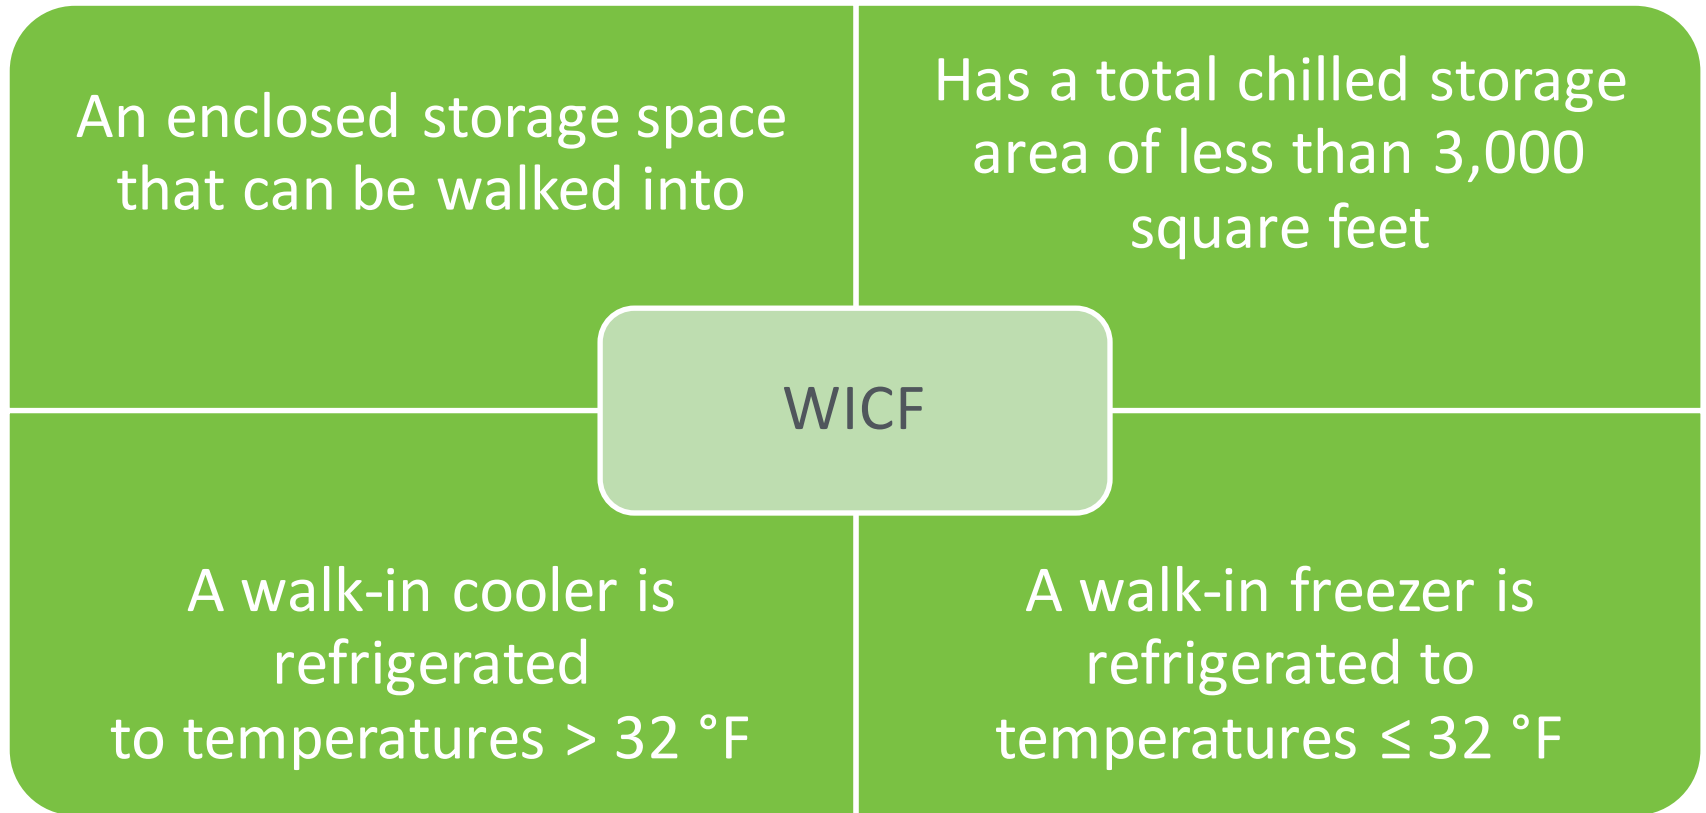 An enclosed storage space
that can be walked into
Has a total chilled storage
area of less than 3,000
square feet
WICF
A walk-in cooler is
refrigerated
to temperatures > 32 °F
A walk-in freezer is
refrigerated to
temperatures ≤ 32 °F